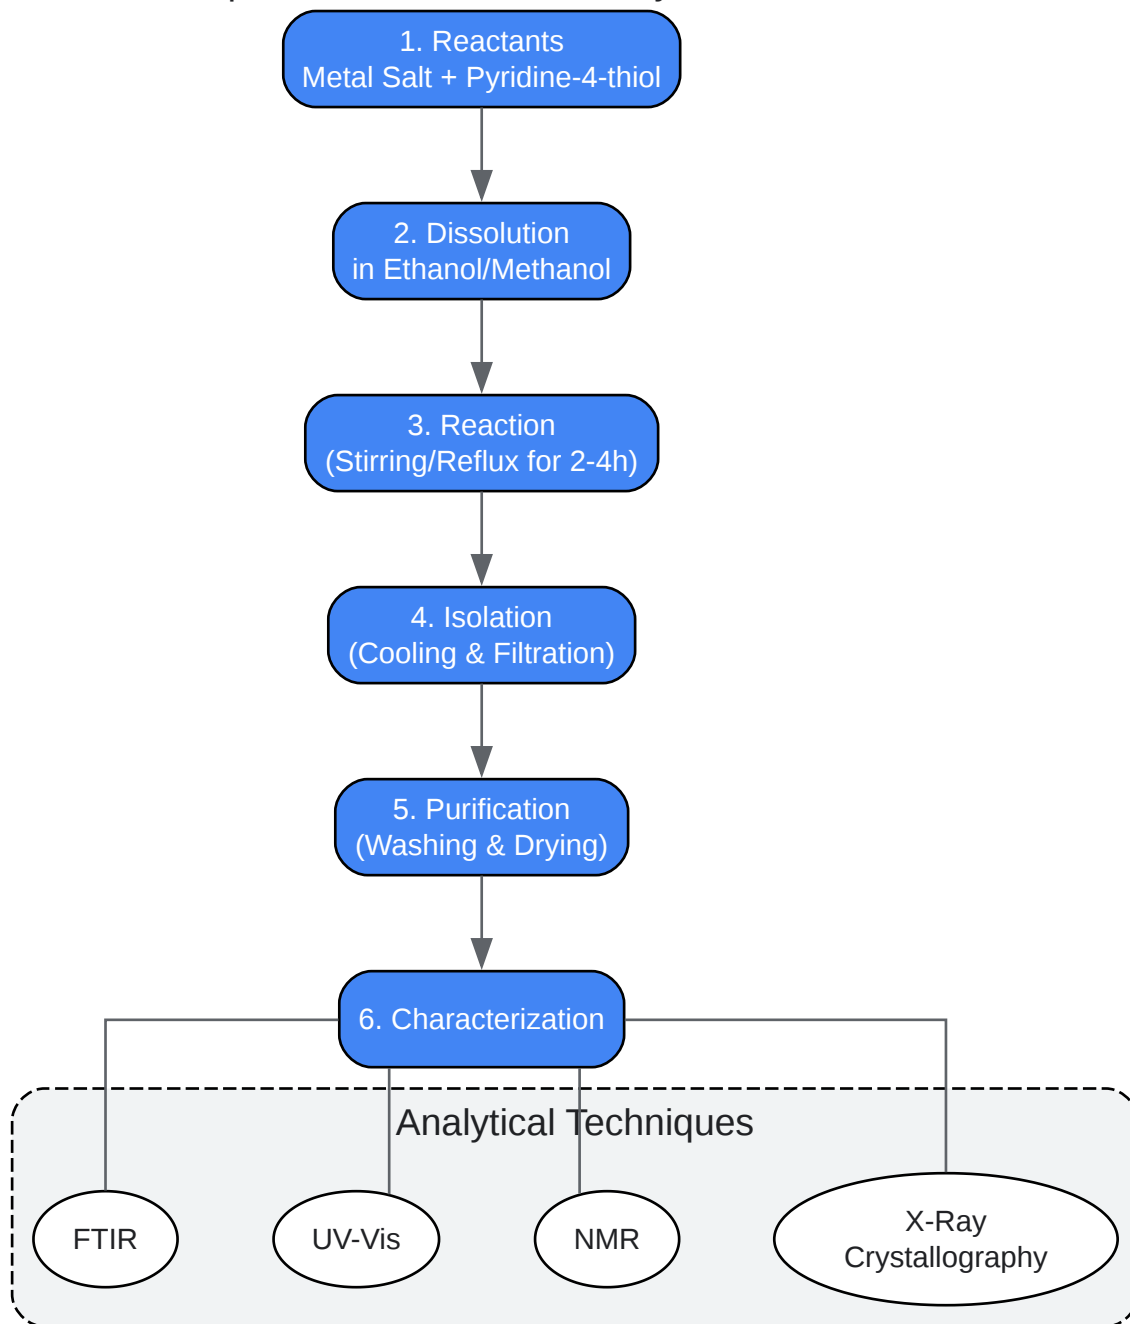 1. Reactants
Metal Salt + Pyridine-4-thiol
2. Dissolution
in Ethanol/Methanol
3. Reaction
(Stirring/Reflux for 2-4h)
4. Isolation
(Cooling & Filtration)
5. Purification
(Washing & Drying)
6. Characterization
Analytical Techniques
FTIR
UV-Vis
NMR
X-Ray
Crystallography